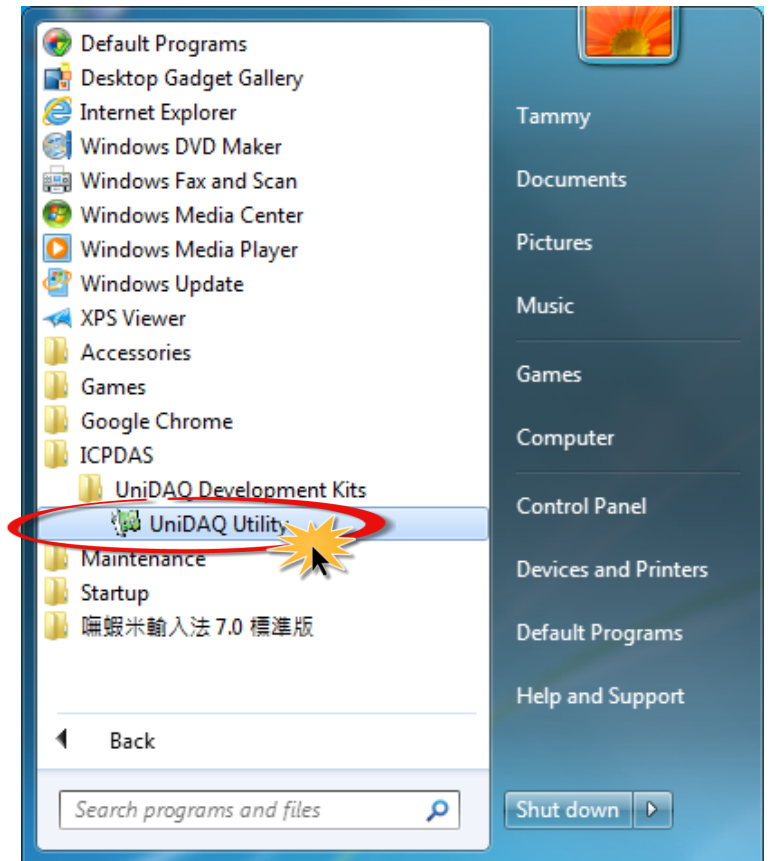 Default Programs
Desktop Gadget Gallery
Internet Explorer
Windows DVD Maker
Windows Fax and Scan
Windows Media Center
Windows Media Player
Windows Update
XPS Viewer
Accessories
Games
Google Chrome
ICPDAS
UniDAQ Development Kits
UniDAQ Utility
Maintenance
Startup
嘸蝦米輸入法 7.0 標準版
Back
Search programs and files
Tammy
Documents
Pictures
Music
Games
Computer
Control Panel
Devices and Printers
Default Programs
Help and Support
Shut down